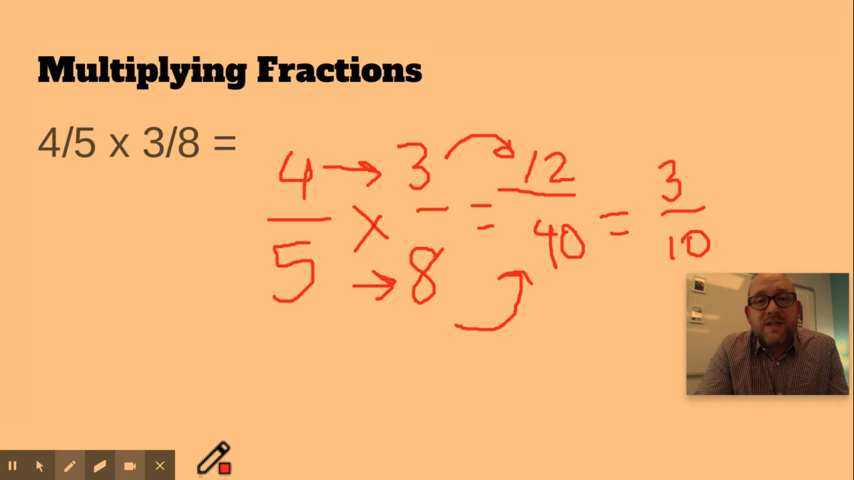 Multiplying Fractions
4/5 x 3/8 =
4 → 3 12 3
— × — = — = —
5 → 8 40 10